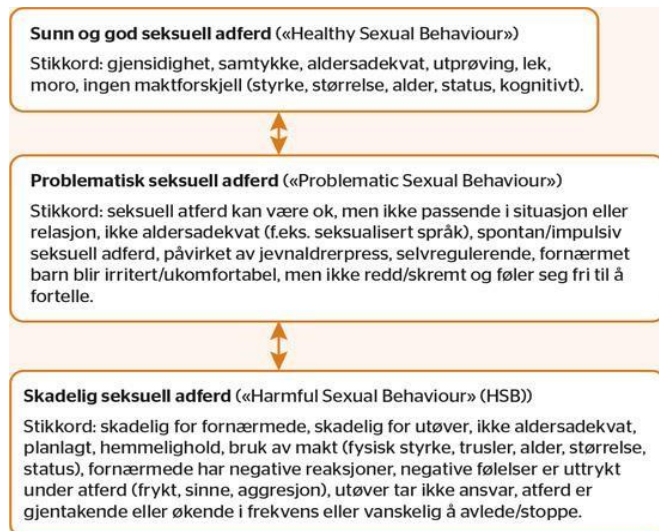 Sunn og god seksuell adferd («Healthy Sexual Behaviour»)
Stikkord: gjensidighet, samtykke, aldersadekvat, utprøving, lek,
moro, ingen maktforskjell (styrke, størrelse, alder, status, kognitivt).
Problematisk seksuell adferd («Problematic Sexual Behaviour»)
Stikkord: seksuell atferd kan være ok, men ikke passende i situasjon eller
relasjon, ikke aldersadekvat (f.eks. seksualisert språk), spontan/impulsiv
seksuell adferd, påvirket av jevnaldrerpress, selvregulerende, fornærmet
barn blir irritert/ukomfortabel, men ikke redd/skremt og føler seg fri til å
fortelle.
Skadelig seksuell adferd («Harmful Sexual Behaviour» (HSB))
Stikkord: skadelig for fornærmede, skadelig for utøver, ikke aldersadekvat,
planlagt, hemmelighold, bruk av makt (fysisk styrke, trusler, alder, størrelse,
status), fornærmede har negative reaksjoner, negative følelser er uttrykt
under atferd (frykt, sinne, aggresjon), utøver tar ikke ansvar, atferd er
gjentakende eller økende i frekvens eller vanskelig å avlede/stoppe.